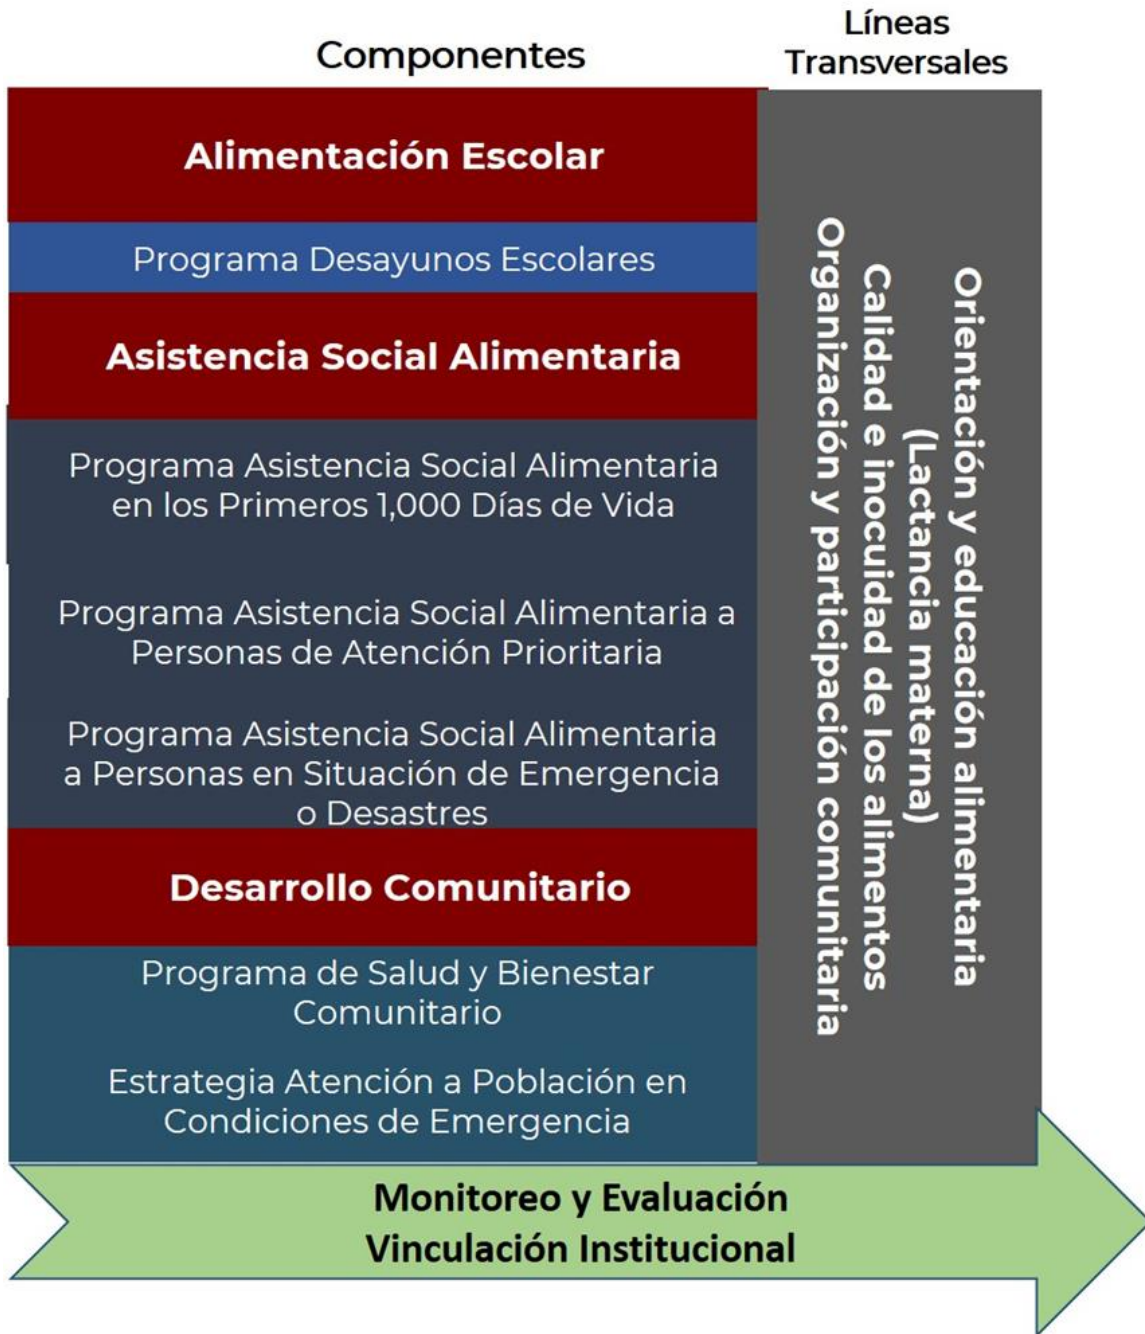 Componentes
Líneas
Transversales
Alimentación Escolar
Programa Desayunos Escolares
Asistencia Social Alimentaria
Programa Asistencia Social Alimentaria
en los Primeros 1,000 Días de Vida
Programa Asistencia Social Alimentaria a
Personas de Atención Prioritaria
Programa Asistencia Social Alimentaria
a Personas en Situación de Emergencia
o Desastres
Desarrollo Comunitario
Programa de Salud y Bienestar
Comunitario
Estrategia Atención a Población en
Condiciones de Emergencia
Orientación y educación alimentaria
(Lactancia materna)
Calidad e inocuidad de los alimentos
Organización y participación comunitaria
Monitoreo y Evaluación
Vinculación Institucional